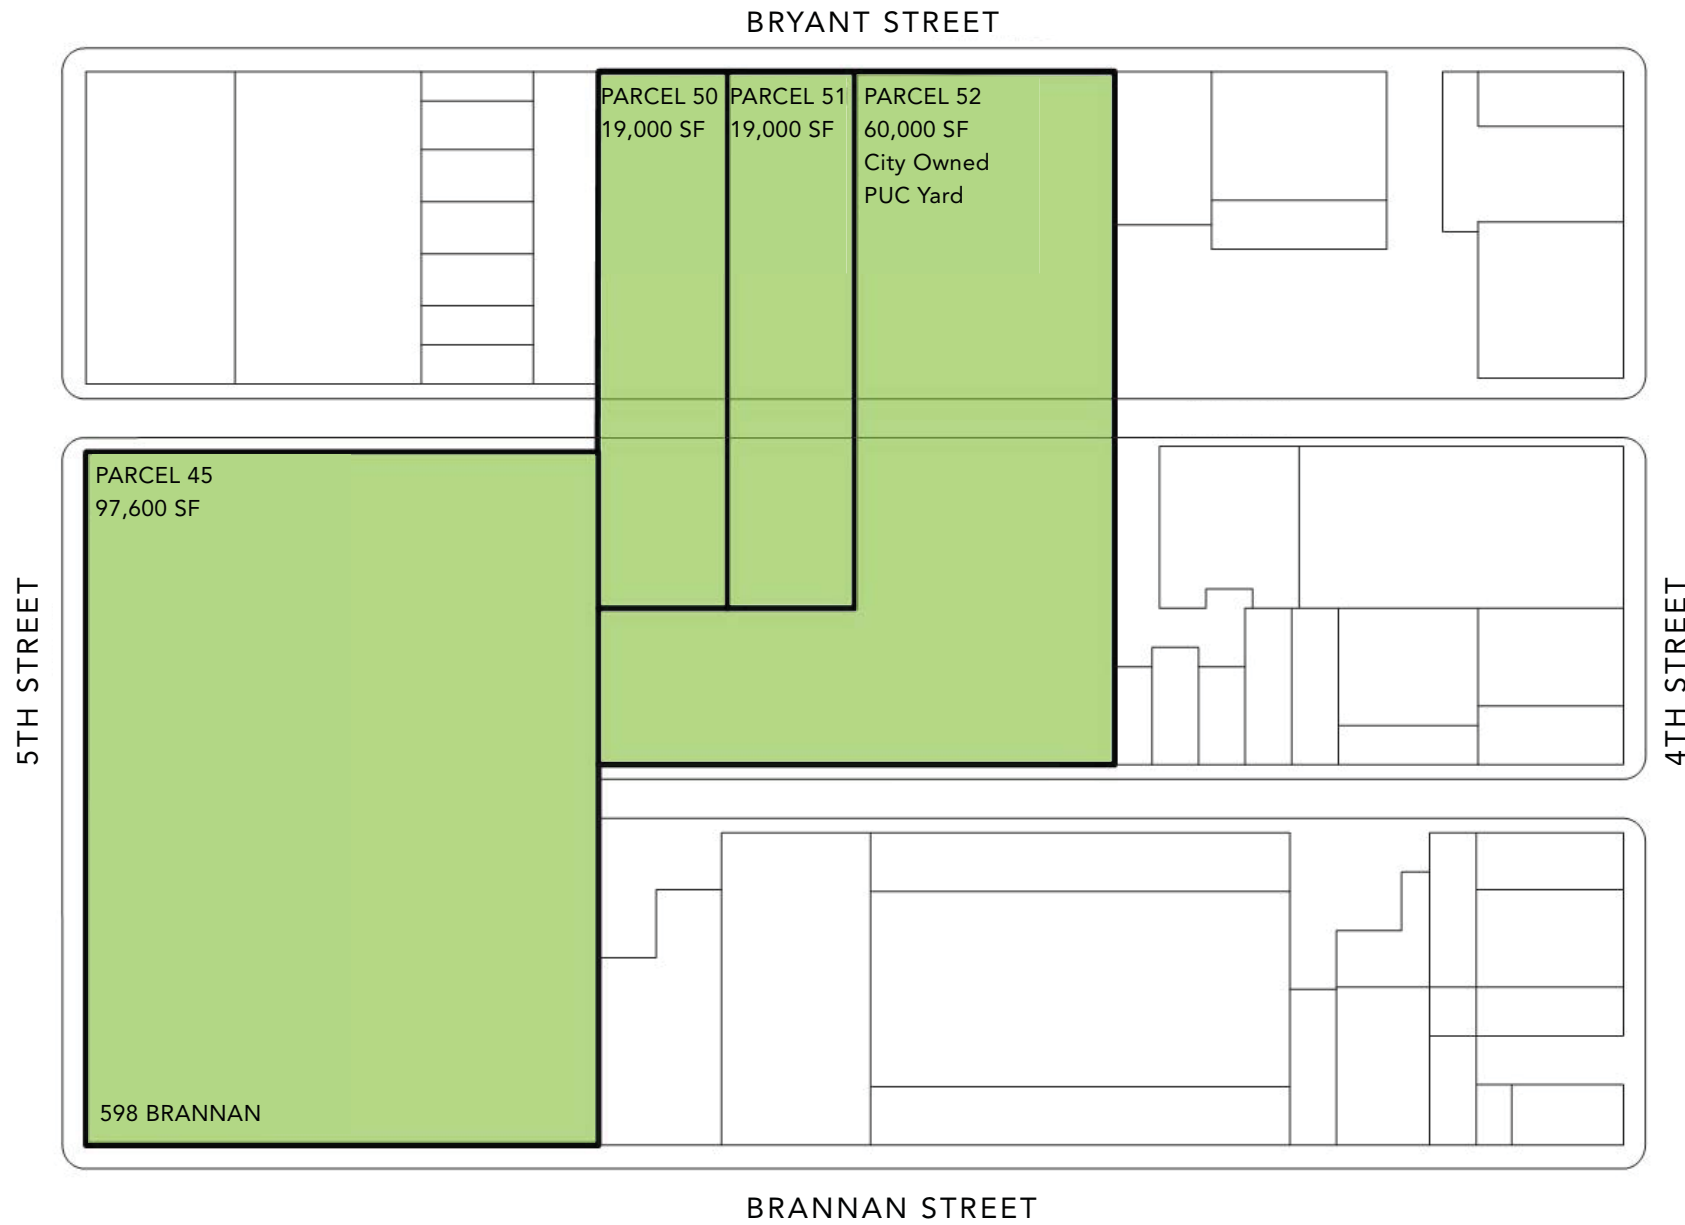 BRYANT STREET
PARCEL 50
19,000 SF
PARCEL 51
19,000 SF
PARCEL 52
60,000 SF
City Owned
PUC Yard
PARCEL 45
97,600 SF
5TH STREET
4TH STREET
598 BRANNAN
BRANNAN STREET